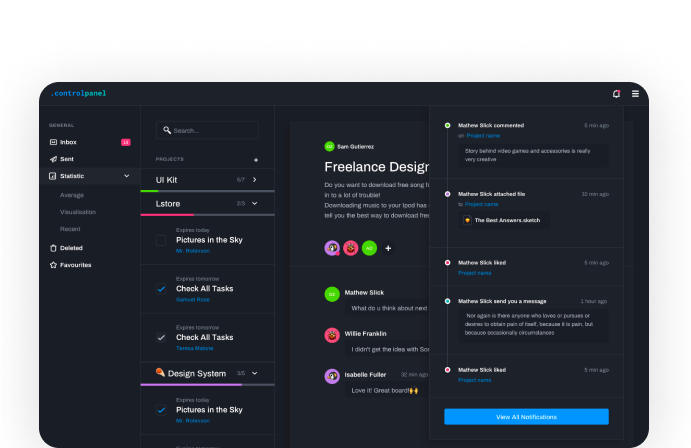 .controlpanel
GENERAL
Inbox
Sent
Statistic
Average
Visualisation
Recent
Deleted
Favourites
Search...
PROJECTS
UI Kit
Lstore 2/3
Expires today
Pictures in the Sky
Mr. Robinson
Expires tomorrow
Check All Tasks
Samuel Rose
Expires tomorrow
Check All Tasks
Teresa Malone
Design System 3/5
Expires today
Pictures in the Sky
Mr. Robinson
Expires tomorrow
Sam Gutierrez
Freelance Design
Do you want to download free song f
in to a lot of trouble!
Downloading music to your Ipod has
tell you the best way to download free
AO
+
Mathew Slick
What do u think about next
Willie Franklin
I didn't get the idea with
Isabelle Fuller 32 min ago
Love it! Great board!🙌
Mathew Slick commented 6 min ago
on Project name
Story behind video games and accesories is really
very creative
Mathew Slick attached file 32 min ago
to Project name
The Best Answers.sketch
Mathew Slick liked 5 min ago
Project name
Mathew Slick send you a message 1 hour ago
Nor again is there anyone who loves or pursues or
desires to obtain pain of itself, because it is pain, but
because occasionally circumstances
Mathew Slick liked 5 min ago
Project name
View All Notifications